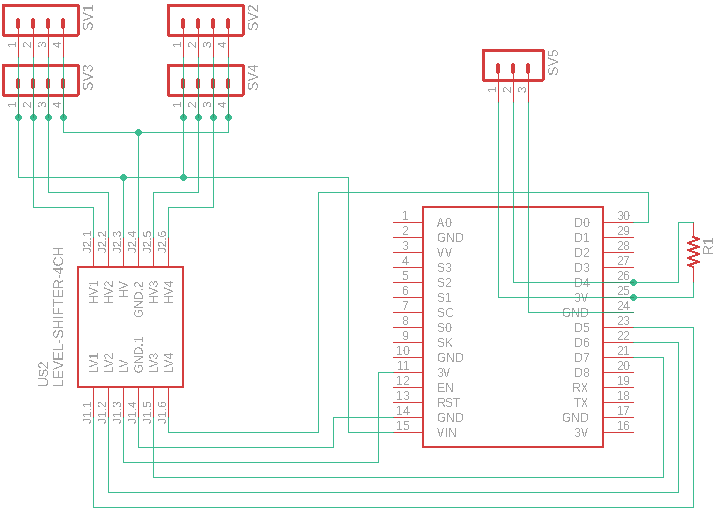 SV1
1 2 3 4
SV3
1 2 3 4
SV2
1 2 3 4
SV4
1 2 3 4
SV5
1 2 3
J2.1 J2.2 J2.3 J2.4 J2.5 J2.6
HV1 HV2 HV GND.2 HV3 HV4
US2
LEVEL-SHIFTER-4CH
LV1 LV2 LV GND.1 LV3 LV4
J1.1 J1.2 J1.3 J1.4 J1.5 J1.6
1 A0 D0 30
2 GND D1 29
3 VV D2 28
4 S3 D3 27
5 S2 D4 26
6 S1 3V 25
7 SC GND 24
8 S0 D5 23
9 SK D6 22
10 GND D7 21
11 3V D8 20
12 EN RX 19
13 RST TX 18
14 GND GND 17
15 VIN 3V 16
R1